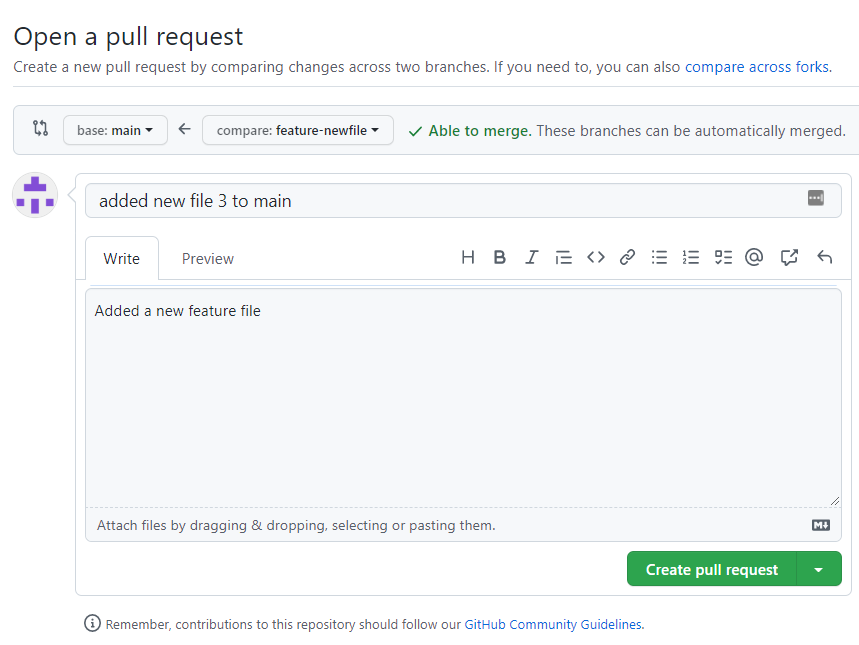 Open a pull request
Create a new pull request by comparing changes across two branches. If you need to, you can also compare across forks.
base: main compare: feature-newfile Able to merge. These branches can be automatically merged.
added new file 3 to main
Write Preview H B I
Added a new feature file
Attach files by dragging & dropping, selecting or pasting them. M
Create pull request
Remember, contributions to this repository should follow our GitHub Community Guidelines.